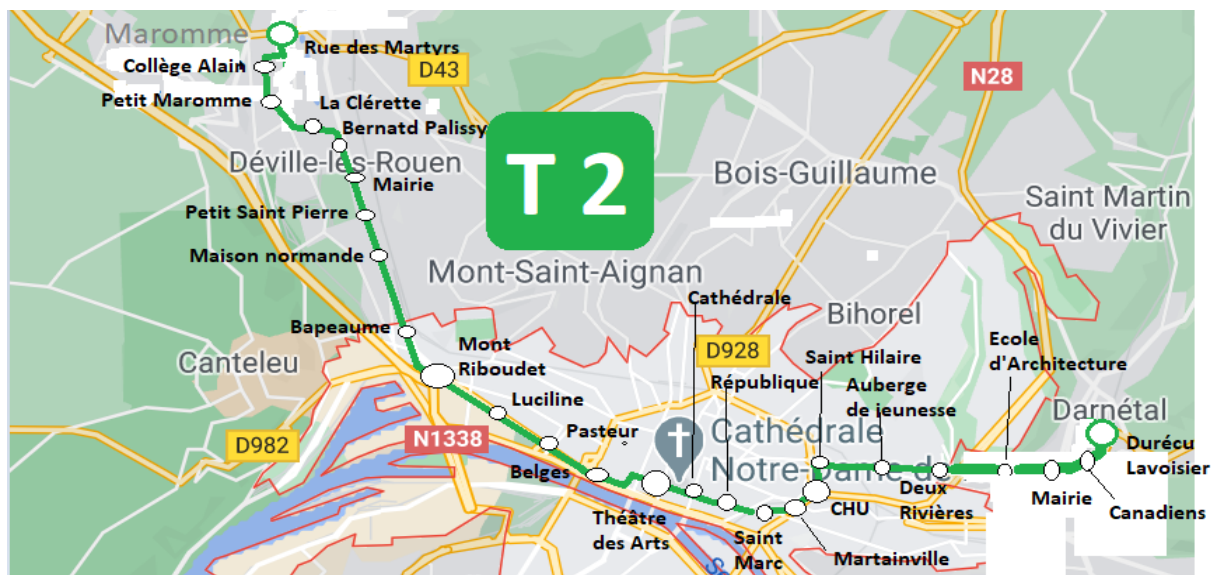 Maromme
Rue des Martyrs
Collège Alain
D43
N28
Petit Maromme
La Clérette
Bernatd Palissy
T 2
Déville-lès-Rouen
Mairie
Bois-Guillaume
Saint Martin
du Vivier
Petit Saint Pierre
Maison normande
Mont-Saint-Aignan
Cathédrale
Bihorel
Bapeaume
Mont
Riboudet
D928
Saint Hilaire
Ecole
d'Architecture
Canteleu
République
Auberge
de jeunesse
Luciline
Darnétal
D982
N1338
Pasteur
Cathédrale
Notre-Dame de
Durécu
Lavoisier
Belges
Deux
Rivières
Mairie
CHU
Canadiens
Théâtre
des Arts
Saint
Marc
Martainville